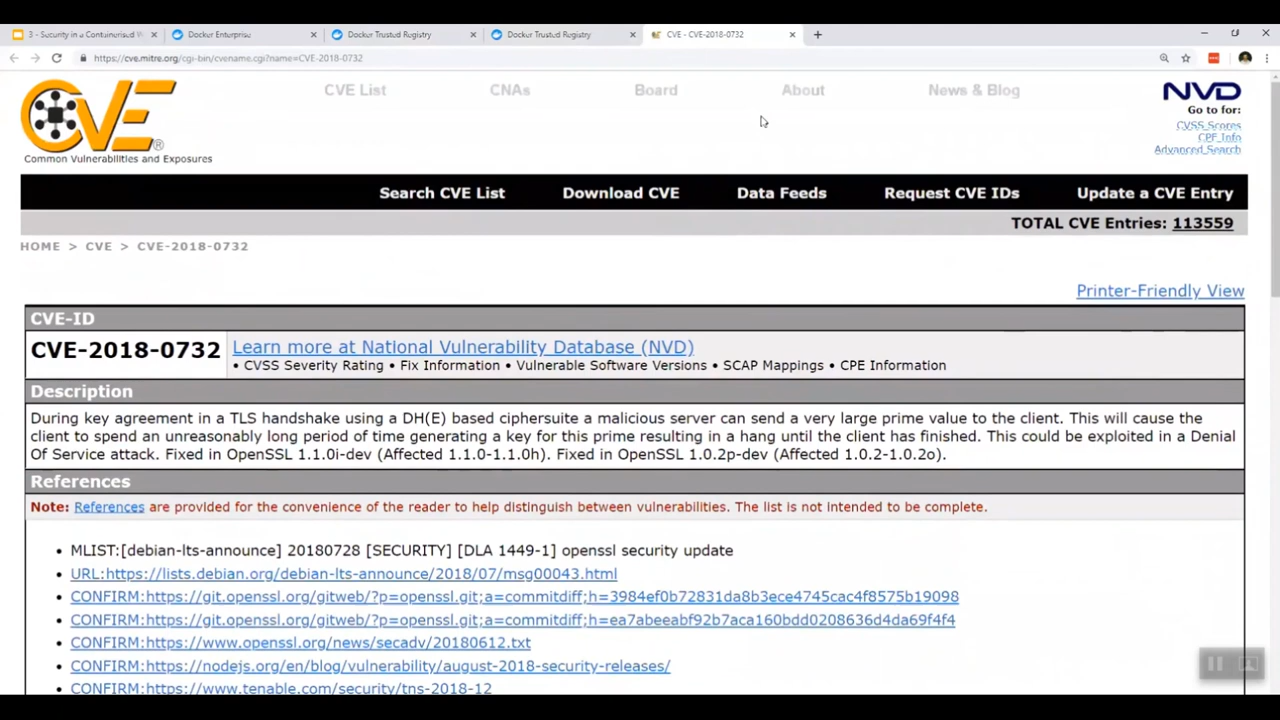 3 - Security in a Containerised W
Docker Enterprise
Docker Trusted Registry
Docker Trusted Registry
CVE - CVE-2018-0732
https://cve.mitre.org/cgi-bin/cvename.cgi?name=CVE-2018-0732
CVE
Common Vulnerabilities and Exposures
CVE List
CNAs
Board
About
News & Blog
NVD
Go to for:
CVSS Scores
CPE Info
Advanced Search
Search CVE List
Download CVE
Data Feeds
Request CVE IDs
Update a CVE Entry
TOTAL CVE Entries: 113559
HOME > CVE > CVE-2018-0732
Printer-Friendly View
CVE-ID
CVE-2018-0732
Learn more at National Vulnerability Database (NVD)
• CVSS Severity Rating • Fix Information • Vulnerable Software Versions • SCAP Mappings • CPE Information
Description
During key agreement in a TLS handshake using a DH(E) based ciphersuite a malicious server can send a very large prime value to the client. This will cause the
client to spend an unreasonably long period of time generating a key for this prime resulting in a hang until the client has finished. This could be exploited in a Denial
Of Service attack. Fixed in OpenSSL 1.1.0i-dev (Affected 1.1.0-1.1.0h). Fixed in OpenSSL 1.0.2p-dev (Affected 1.0.2-1.0.2o).
References
Note: References are provided for the convenience of the reader to help distinguish between vulnerabilities. The list is not intended to be complete.
• MLIST:[debian-lts-announce] 20180728 [SECURITY] [DLA 1449-1] openssl security update
• URL:https://lists.debian.org/debian-lts-announce/2018/07/msg00043.html
• CONFIRM:https://git.openssl.org/gitweb/?p=openssl.git;a=commitdiff;h=3984ef0b72831da8b3ece4745cac4f8575b19098
• CONFIRM:https://git.openssl.org/gitweb/?p=openssl.git;a=commitdiff;h=ea7abeeabf92b7aca160bdd0208636d4da69f4f4
• CONFIRM:https://www.openssl.org/news/secadv/20180612.txt
• CONFIRM:https://nodejs.org/en/blog/vulnerability/august-2018-security-releases/
• CONFIRM:https://www.tenable.com/security/tns-2018-12